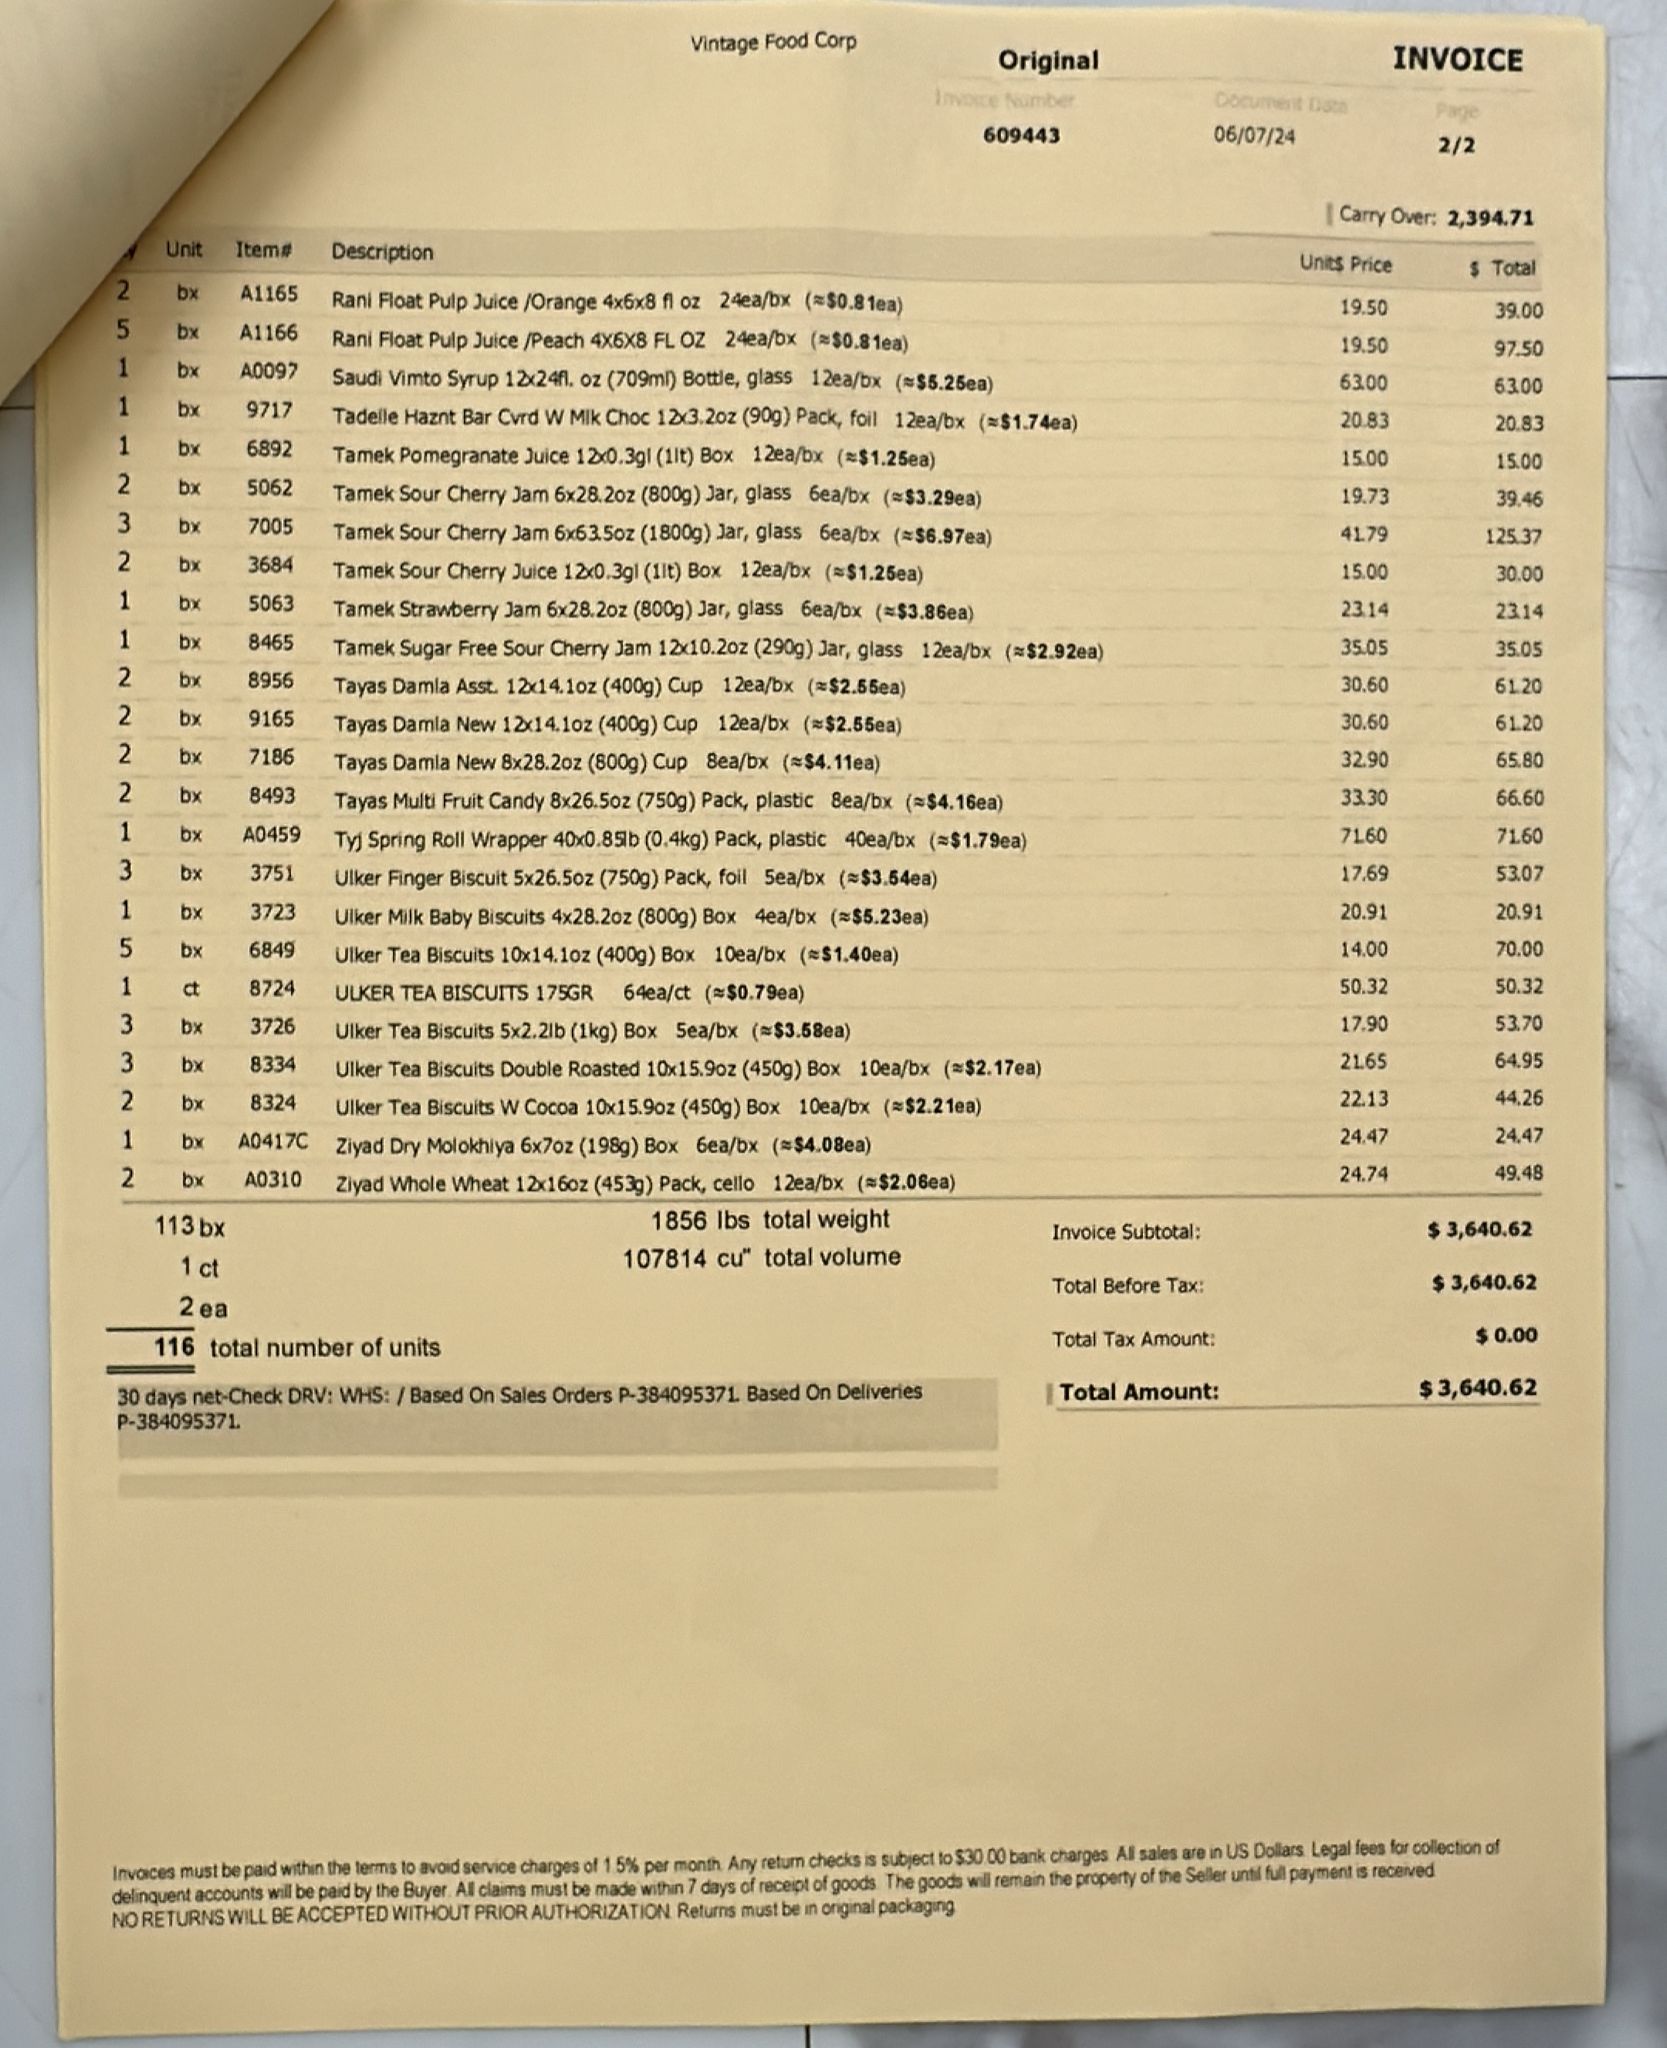 Vintage Food Corp
Original INVOICE
Invoice Number Document Date Page
609443 06/07/24 2/2
Carry Over: 2,394.71
Unit Item# Description Unit$ Price $ Total
2 bx A1165 Rani Float Pulp Juice /Orange 4x6x8 fl oz 24ea/bx (≈$0.81ea) 19.50 39.00
5 bx A1166 Rani Float Pulp Juice /Peach 4X6X8 FL OZ 24ea/bx (≈$0.81ea) 19.50 97.50
1 bx A0097 Saudi Vimto Syrup 12x24fl. oz (709ml) Bottle, glass 12ea/bx (≈$5.25ea) 63.00 63.00
1 bx 9717 Tadelle Haznt Bar Cvrd W Mlk Choc 12x3.2oz (90g) Pack, foil 12ea/bx (≈$1.74ea) 20.83 20.83
1 bx 6892 Tamek Pomegranate Juice 12x0.3gl (1lt) Box 12ea/bx (≈$1.25ea) 15.00 15.00
2 bx 5062 Tamek Sour Cherry Jam 6x28.2oz (800g) Jar, glass 6ea/bx (≈$3.29ea) 19.73 39.46
3 bx 7005 Tamek Sour Cherry Jam 6x63.5oz (1800g) Jar, glass 6ea/bx (≈$6.97ea) 41.79 125.37
2 bx 3684 Tamek Sour Cherry Juice 12x0.3gl (1lt) Box 12ea/bx (≈$1.25ea) 15.00 30.00
1 bx 5063 Tamek Strawberry Jam 6x28.2oz (800g) Jar, glass 6ea/bx (≈$3.86ea) 23.14 23.14
1 bx 8465 Tamek Sugar Free Sour Cherry Jam 12x10.2oz (290g) Jar, glass 12ea/bx (≈$2.92ea) 35.05 35.05
2 bx 8956 Tayas Damla Asst. 12x14.1oz (400g) Cup 12ea/bx (≈$2.55ea) 30.60 61.20
2 bx 9165 Tayas Damla New 12x14.1oz (400g) Cup 12ea/bx (≈$2.55ea) 30.60 61.20
2 bx 7186 Tayas Damla New 8x28.2oz (800g) Cup 8ea/bx (≈$4.11ea) 32.90 65.80
2 bx 8493 Tayas Multi Fruit Candy 8x26.5oz (750g) Pack, plastic 8ea/bx (≈$4.16ea) 33.30 66.60
1 bx A0459 Tyj Spring Roll Wrapper 40x0.85lb (0.4kg) Pack, plastic 40ea/bx (≈$1.79ea) 71.60 71.60
3 bx 3751 Ulker Finger Biscuit 5x26.5oz (750g) Pack, foil 5ea/bx (≈$3.54ea) 17.69 53.07
1 bx 3723 Ulker Milk Baby Biscuits 4x28.2oz (800g) Box 4ea/bx (≈$5.23ea) 20.91 20.91
5 bx 6849 Ulker Tea Biscuits 10x14.1oz (400g) Box 10ea/bx (≈$1.40ea) 14.00 70.00
1 ct 8724 ULKER TEA BISCUITS 175GR 64ea/ct (≈$0.79ea) 50.32 50.32
3 bx 3726 Ulker Tea Biscuits 5x2.2lb (1kg) Box 5ea/bx (≈$3.58ea) 17.90 53.70
3 bx 8334 Ulker Tea Biscuits Double Roasted 10x15.9oz (450g) Box 10ea/bx (≈$2.17ea) 21.65 64.95
2 bx 8324 Ulker Tea Biscuits W Cocoa 10x15.9oz (450g) Box 10ea/bx (≈$2.21ea) 22.13 44.26
1 bx A0417C Ziyad Dry Molokhiya 6x7oz (198g) Box 6ea/bx (≈$4.08ea) 24.47 24.47
2 bx A0310 Ziyad Whole Wheat 12x16oz (453g) Pack, cello 12ea/bx (≈$2.06ea) 24.74 49.48
113 bx 1856 lbs total weight Invoice Subtotal: $ 3,640.62
1 ct 107814 cu" total volume
Total Before Tax: $ 3,640.62
2 ea
Total Tax Amount: $ 0.00
116 total number of units
Total Amount: $ 3,640.62
30 days net-Check DRV: WHS: / Based On Sales Orders P-384095371. Based On Deliveries
P-384095371.
Invoices must be paid within the terms to avoid service charges of 1.5% per month. Any return checks is subject to $30.00 bank charges. All sales are in US Dollars. Legal fees for collection of
delinquent accounts will be paid by the Buyer. All claims must be made within 7 days of receipt of goods. The goods will remain the property of the Seller until full payment is received.
NO RETURNS WILL BE ACCEPTED WITHOUT PRIOR AUTHORIZATION. Returns must be in original packaging.